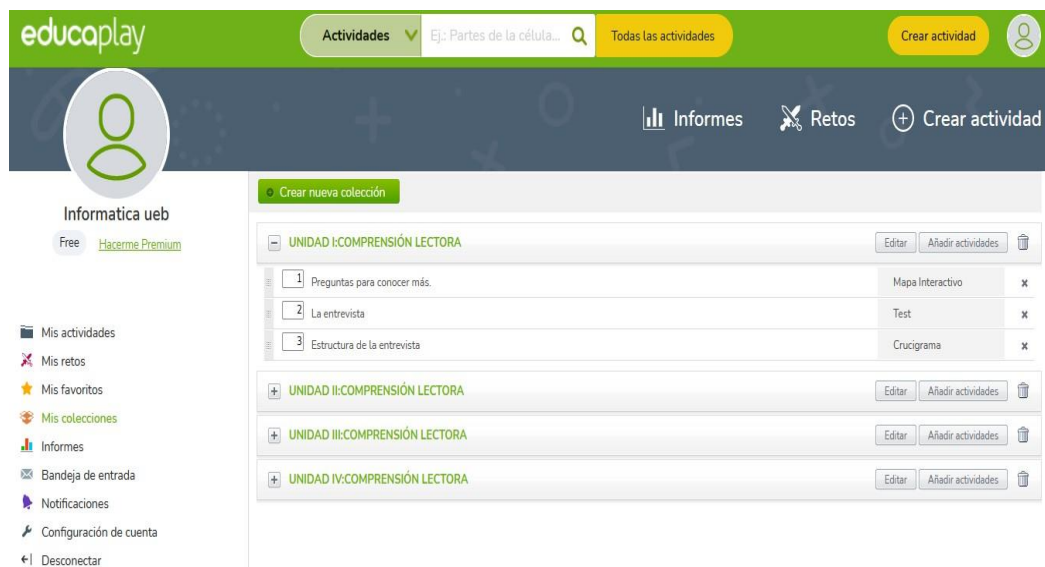 educaplay
Actividades
Ej.: Partes de la célula...
Todas las actividades
Crear actividad
Informes
Retos
Crear actividad
Informatica ueb
Free Hacerme Premium
Mis actividades
Mis retos
Mis favoritos
Mis colecciones
Informes
Bandeja de entrada
Notificaciones
Configuración de cuenta
Desconectar
Crear nueva colección
UNIDAD I:COMPRENSIÓN LECTORA Editar Añadir actividades
1 Preguntas para conocer más. Mapa Interactivo x
2 La entrevista Test x
3 Estructura de la entrevista Crucigrama x
UNIDAD II:COMPRENSIÓN LECTORA Editar Añadir actividades
UNIDAD III:COMPRENSIÓN LECTORA Editar Añadir actividades
UNIDAD IV:COMPRENSIÓN LECTORA Editar Añadir actividades